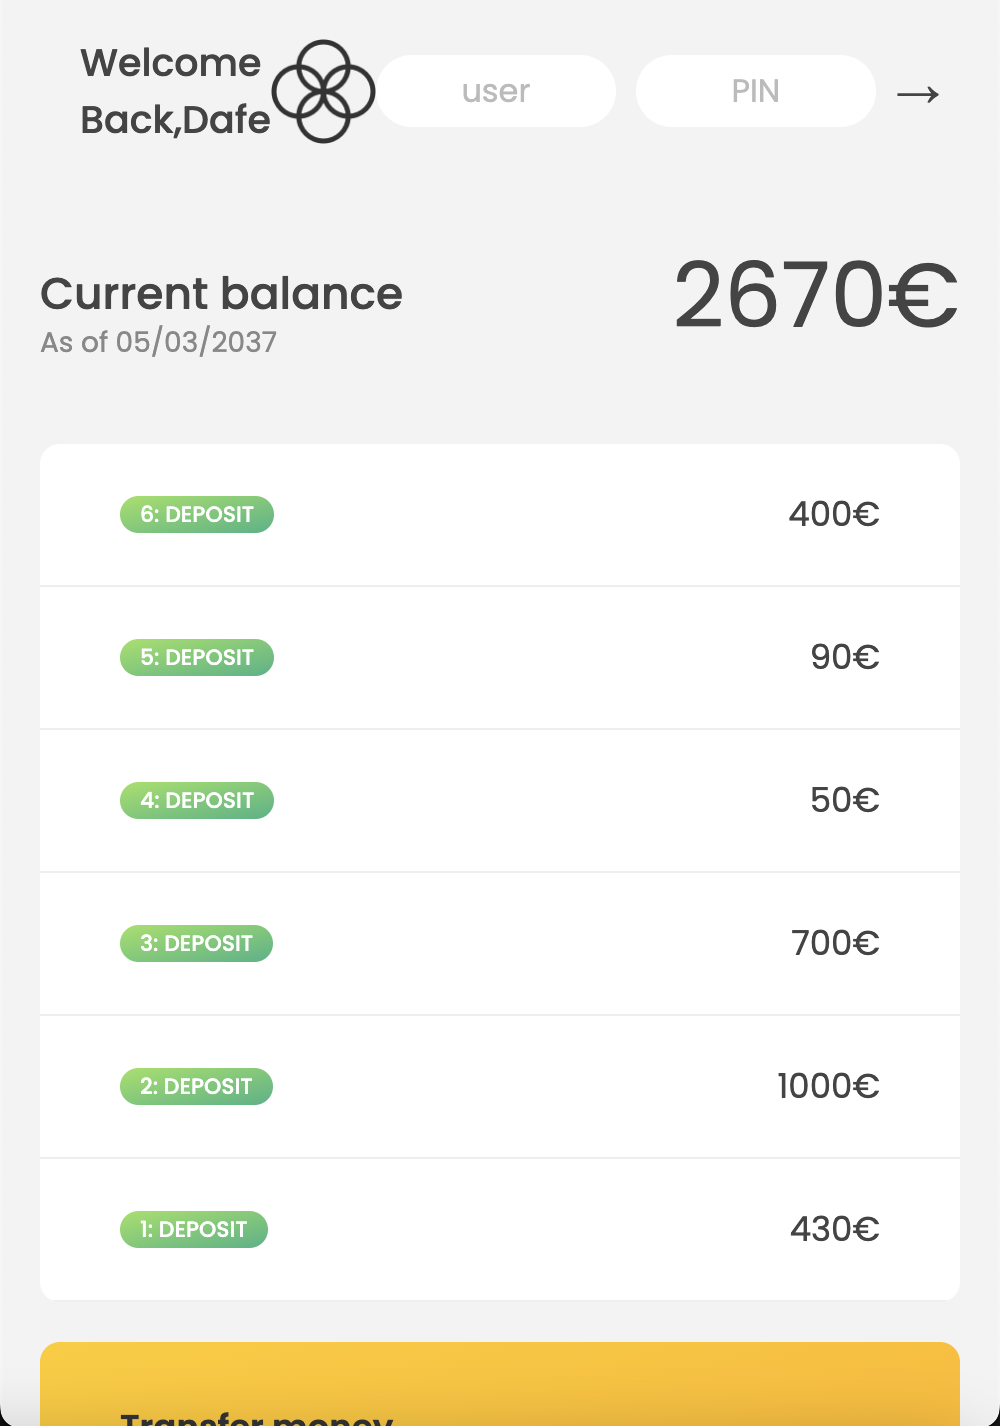 Welcome
Back,Dafe
user
PIN
→
Current balance
2670€
As of 05/03/2037
6: DEPOSIT
400€
5: DEPOSIT
90€
4: DEPOSIT
50€
3: DEPOSIT
700€
2: DEPOSIT
1000€
1: DEPOSIT
430€
Transfer money